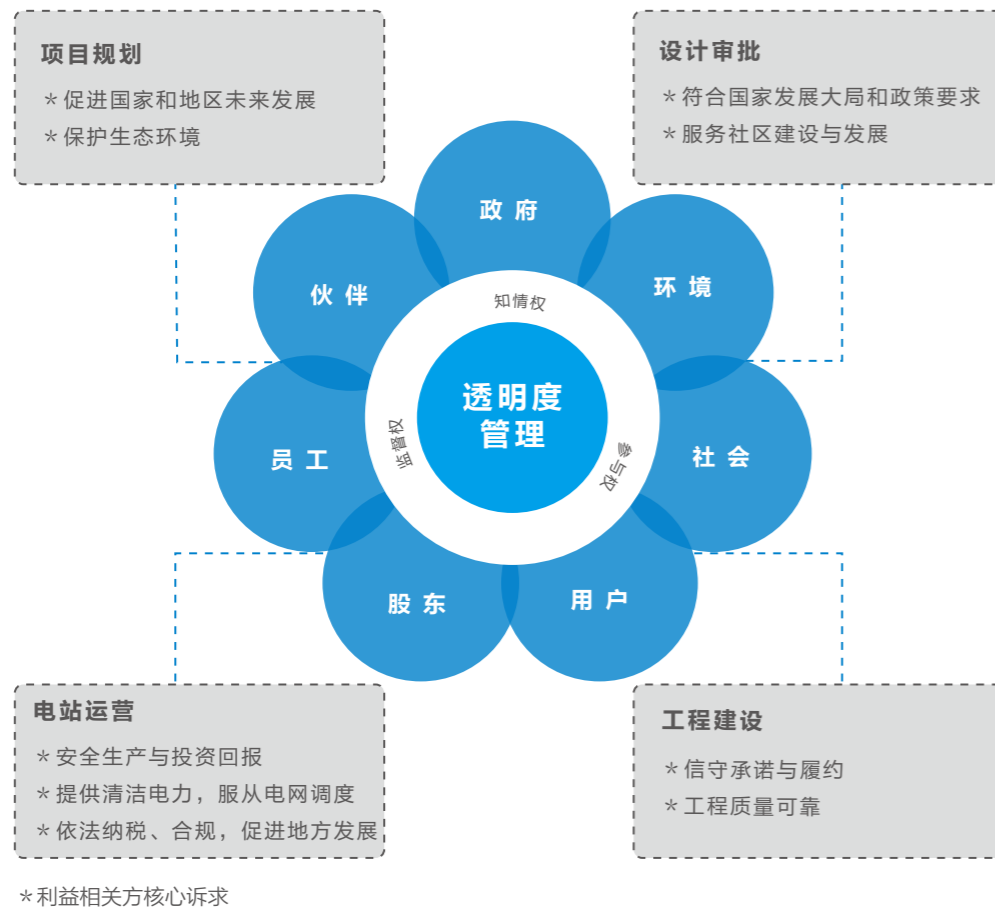 项目规划
＊促进国家和地区未来发展
＊保护生态环境
设计审批
＊符合国家发展大局和政策要求
＊服务社区建设与发展
政府
伙伴
环境
知情权
透明度
管理
监督权
参与权
员工
社会
股东
用户
电站运营
＊安全生产与投资回报
＊提供清洁电力，服从电网调度
＊依法纳税、合规，促进地方发展
工程建设
＊信守承诺与履约
＊工程质量可靠
＊利益相关方核心诉求